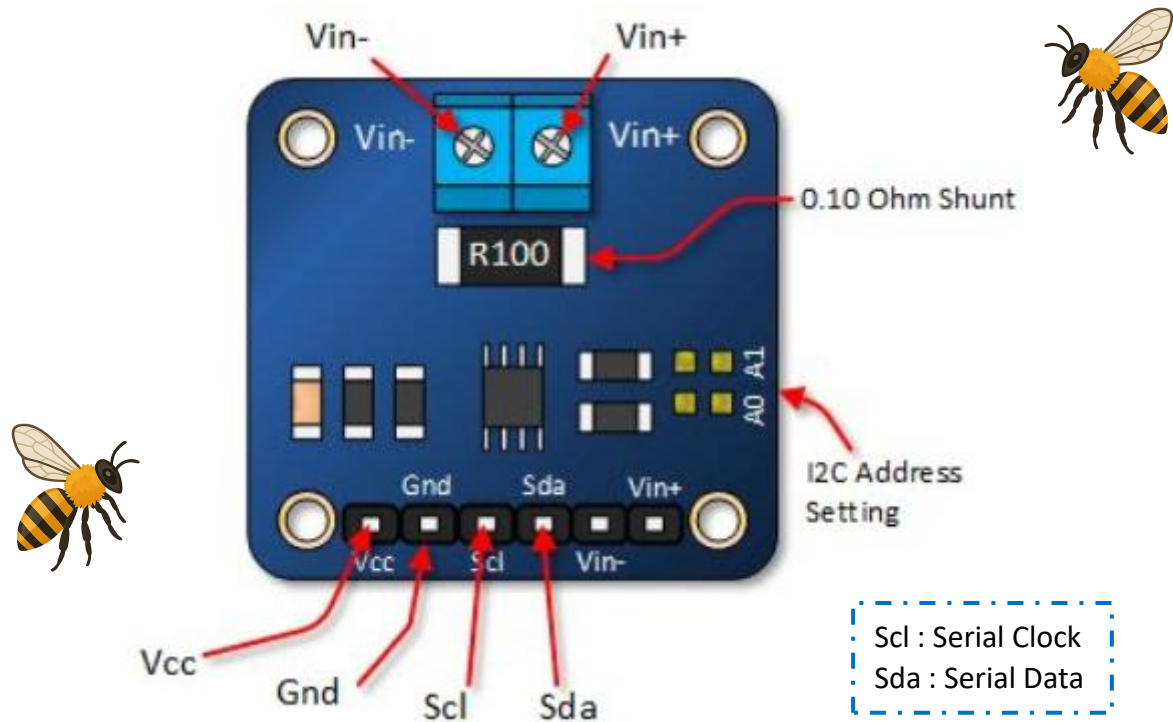 Vin- Vin+
Vin- Vin+
0.10 Ohm Shunt
R100
A1
A0
I2C Address
Setting
Gnd Sda Vin+
Vcc Scl Vin-
Vcc
Gnd
Scl
Sda
Scl : Serial Clock
Sda : Serial Data